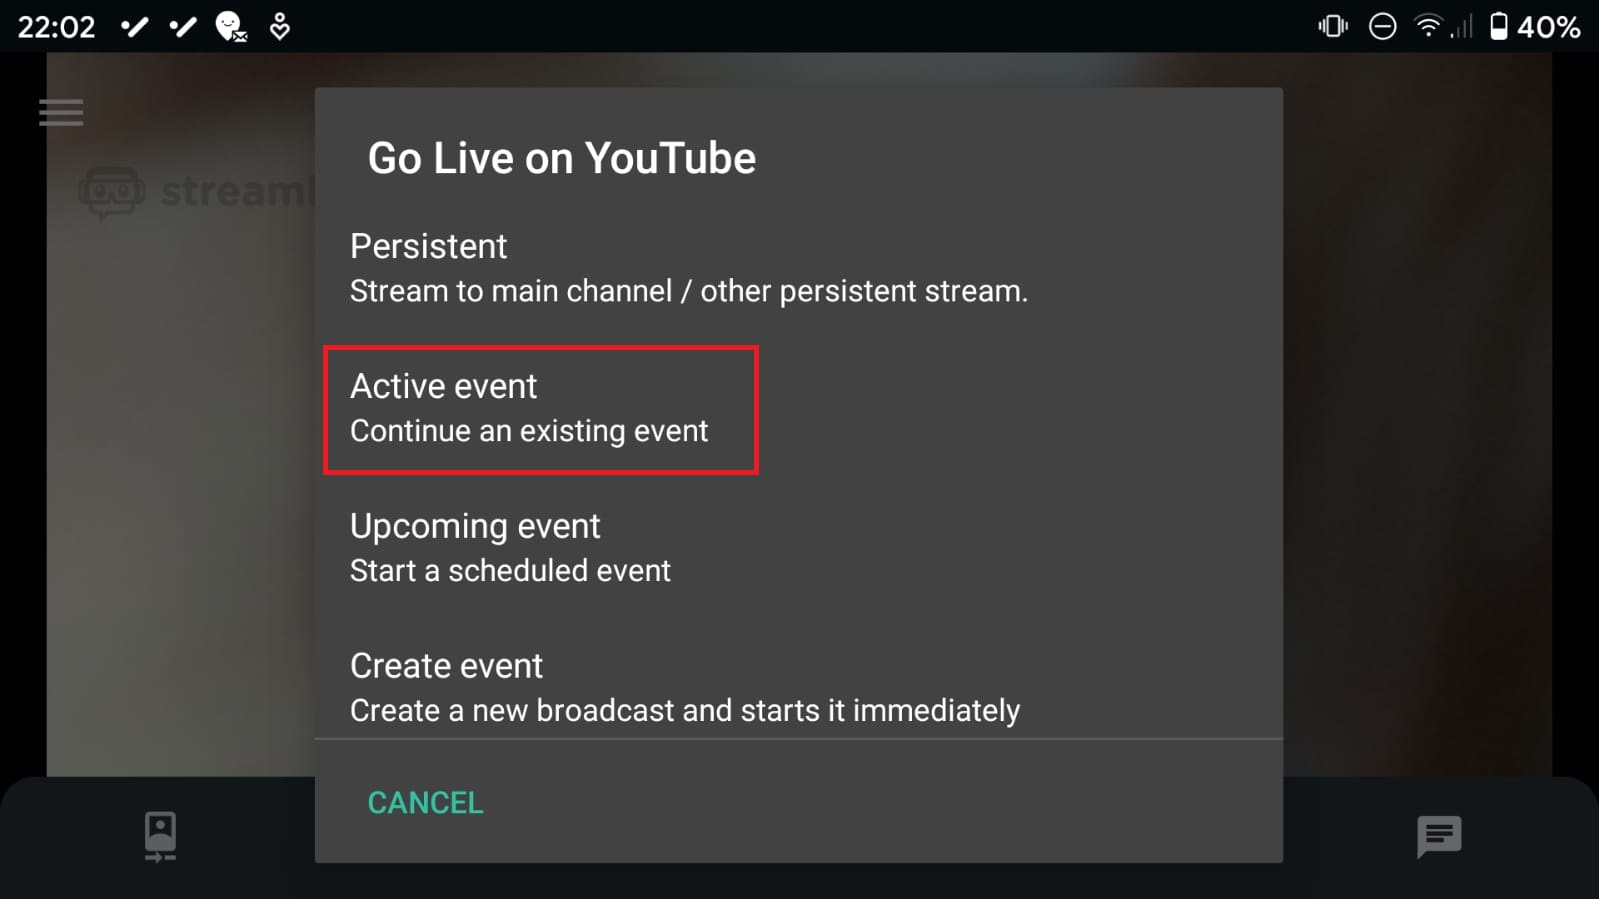 22:02
40%
Go Live on YouTube
Persistent
Stream to main channel / other persistent stream.
Active event
Continue an existing event
Upcoming event
Start a scheduled event
Create event
Create a new broadcast and starts it immediately
CANCEL